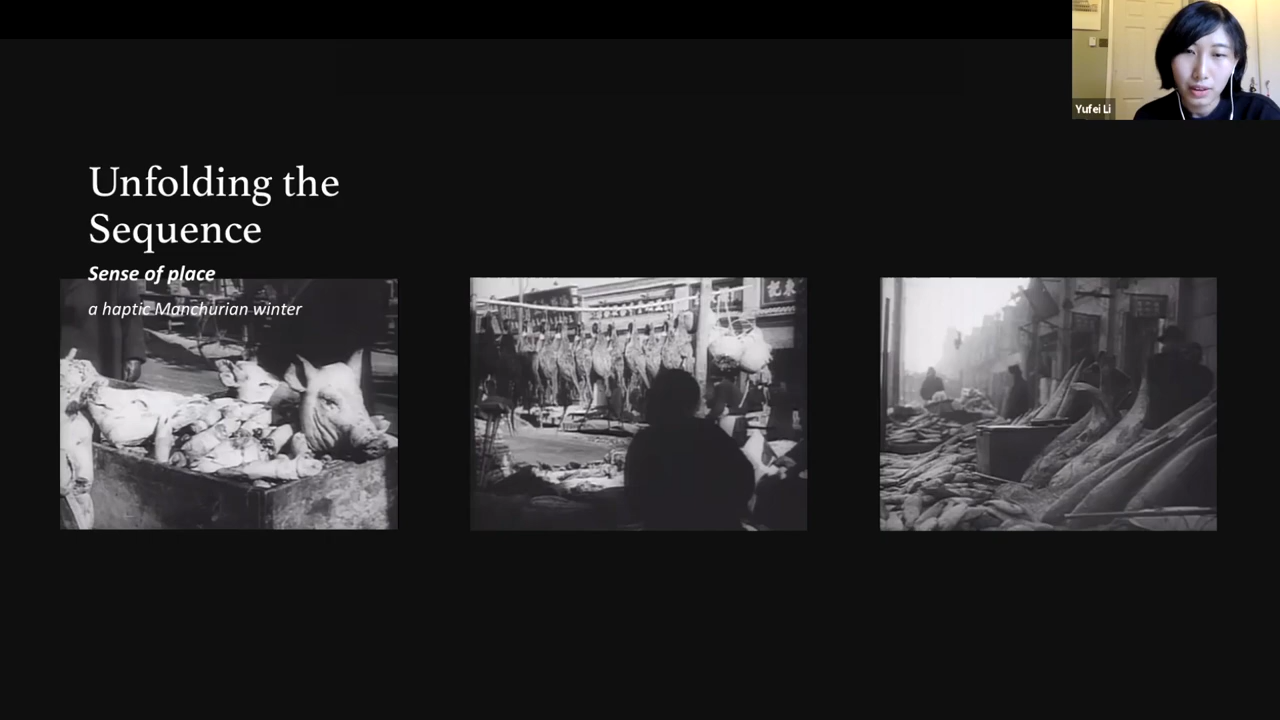 Yufei Li
Unfolding the
Sequence
Sense of place
a haptic Manchurian winter